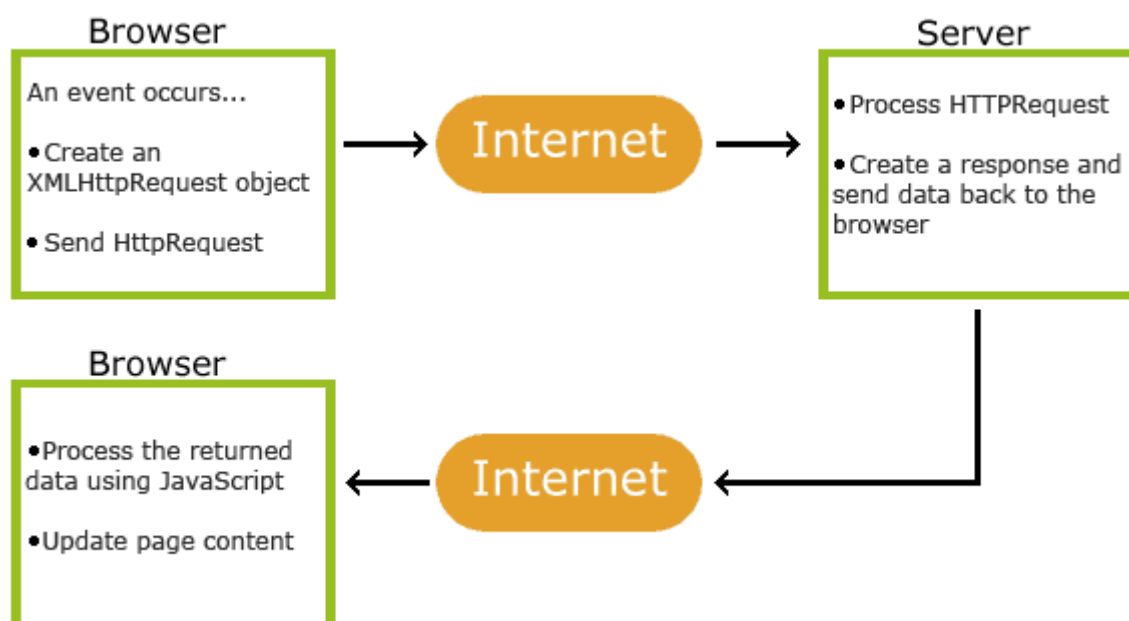 Browser
An event occurs...
•Create an
XMLHttpRequest object
• Send HttpRequest
Internet
Server
•Process HTTPRequest
•Create a response and
send data back to the
browser
Browser
•Process the returned
data using JavaScript
•Update page content
Internet